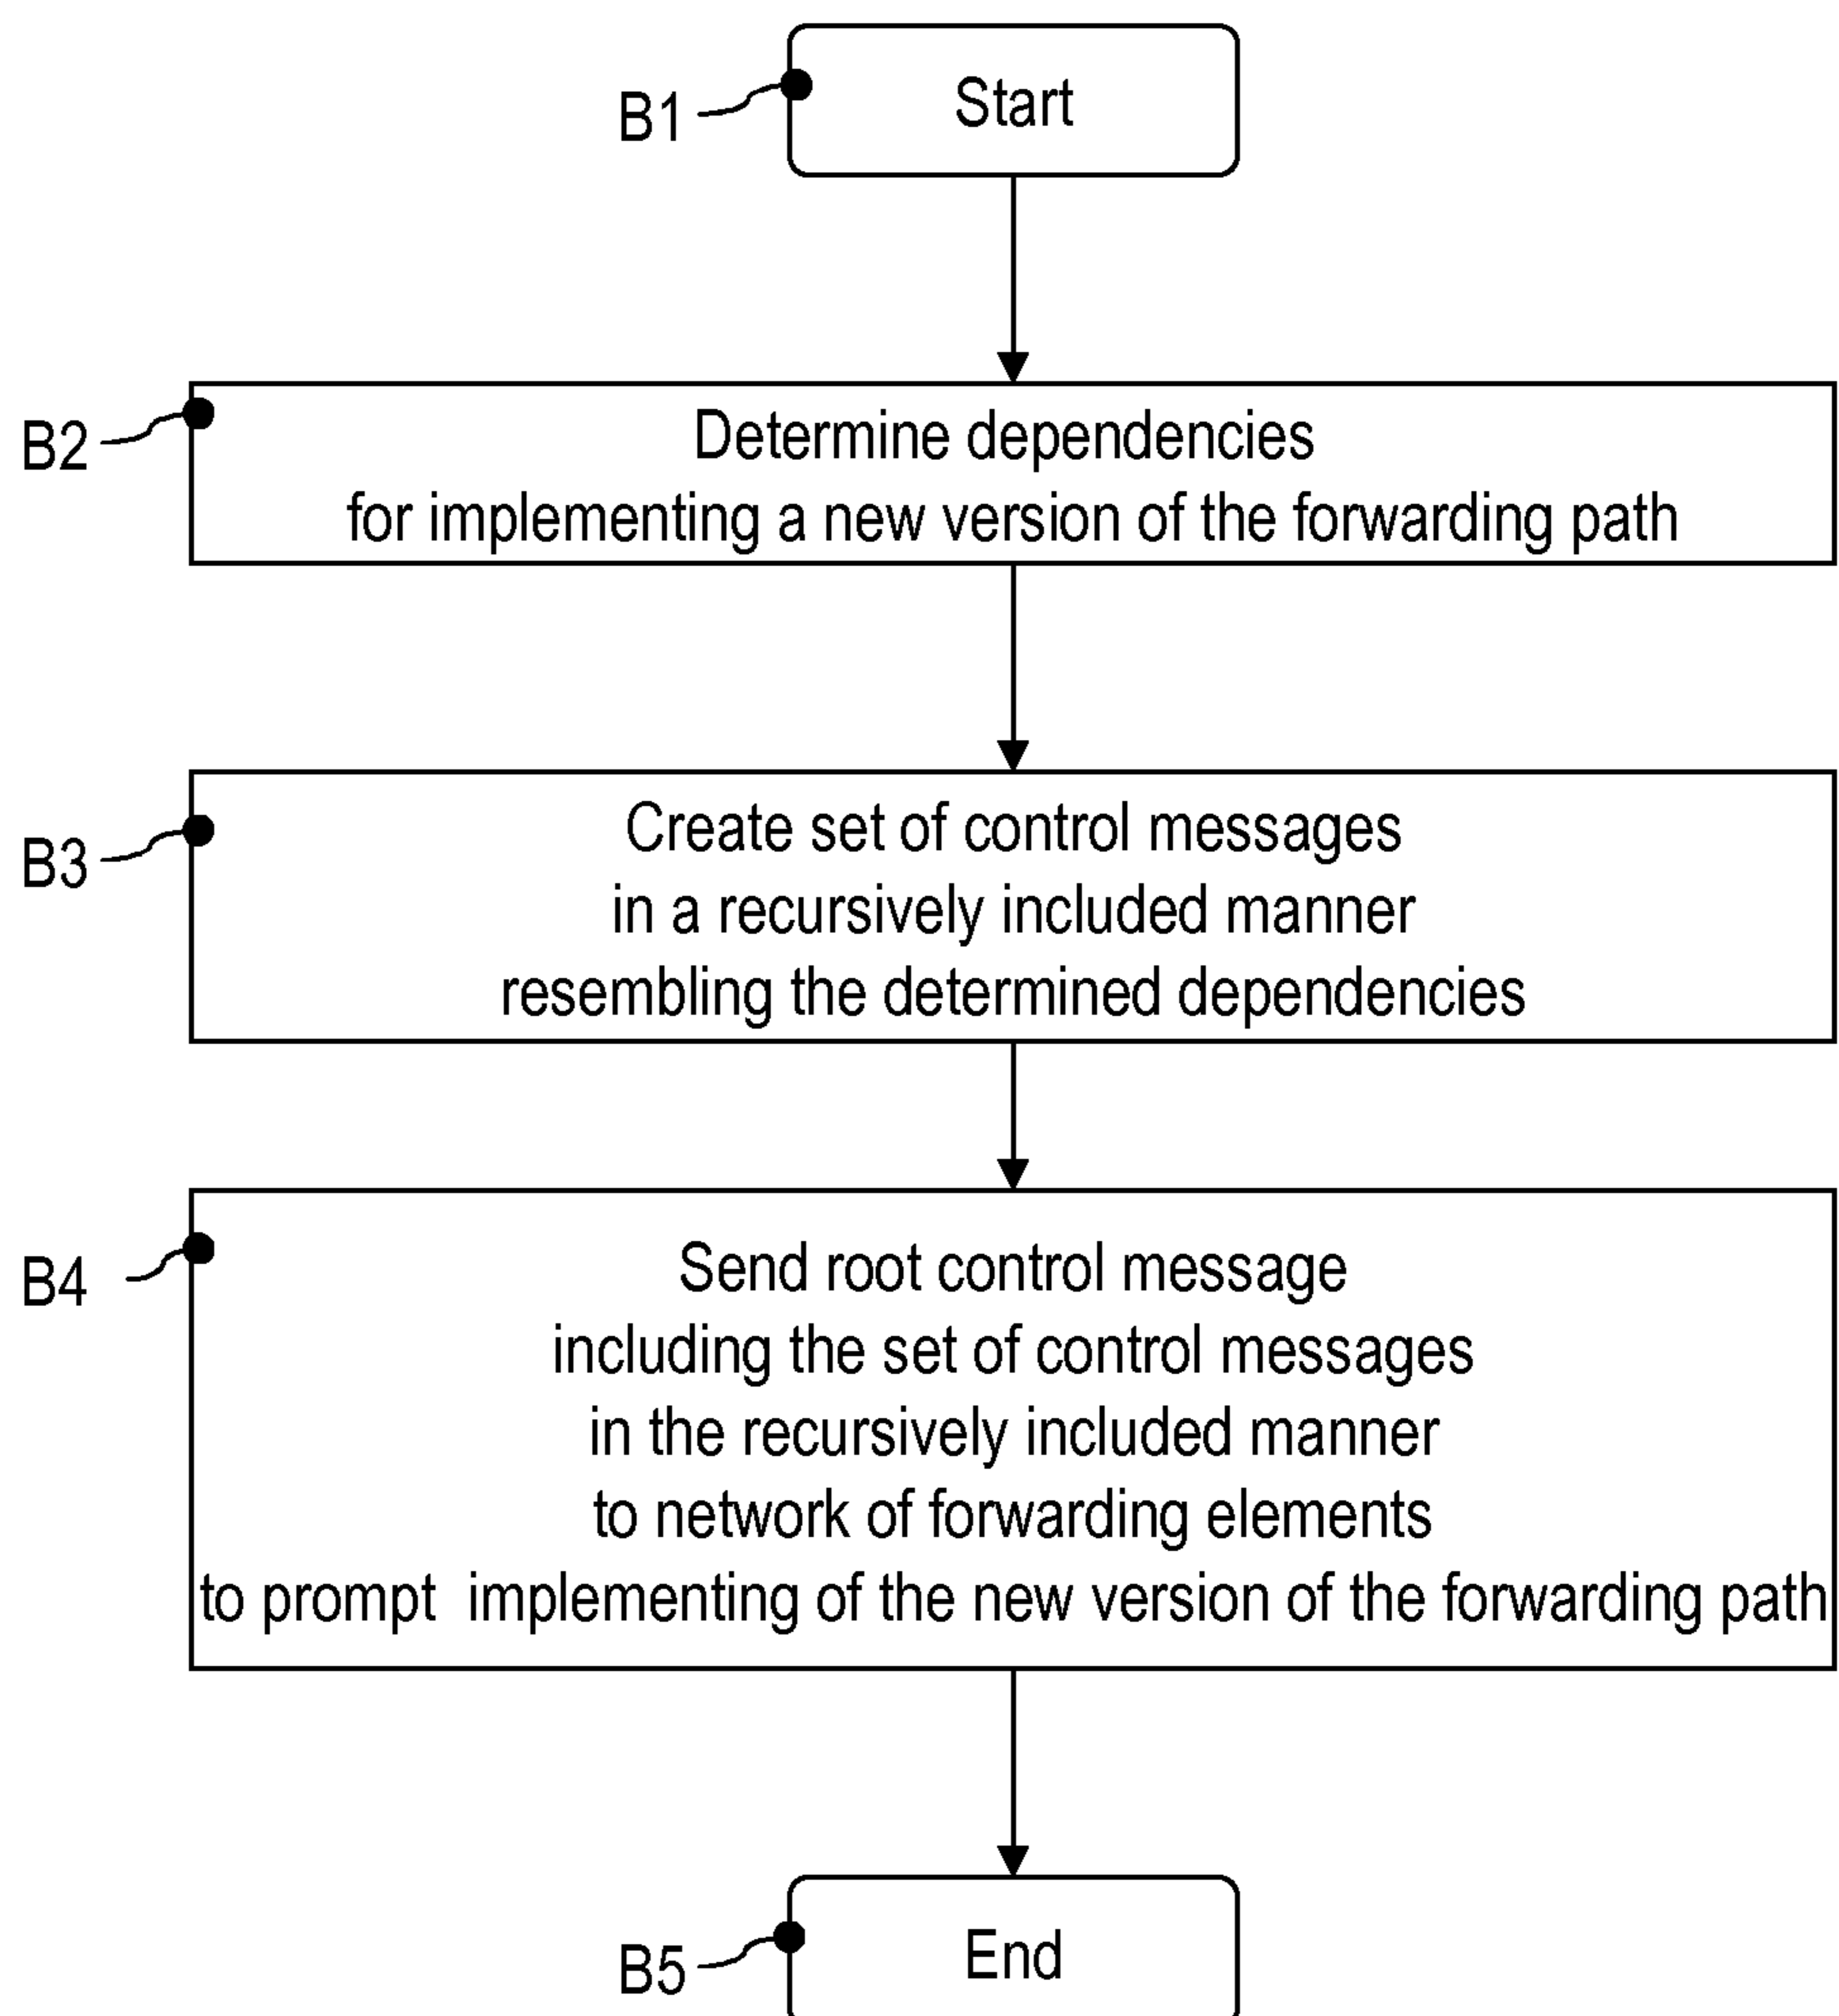 B1
Start
B2
Determine dependencies
for implementing a new version of the forwarding path
B3
Create set of control messages
in a recursively included manner
resembling the determined dependencies
B4
Send root control message
including the set of control messages
in the recursively included manner
to network of forwarding elements
to prompt implementing of the new version of the forwarding path
B5
End